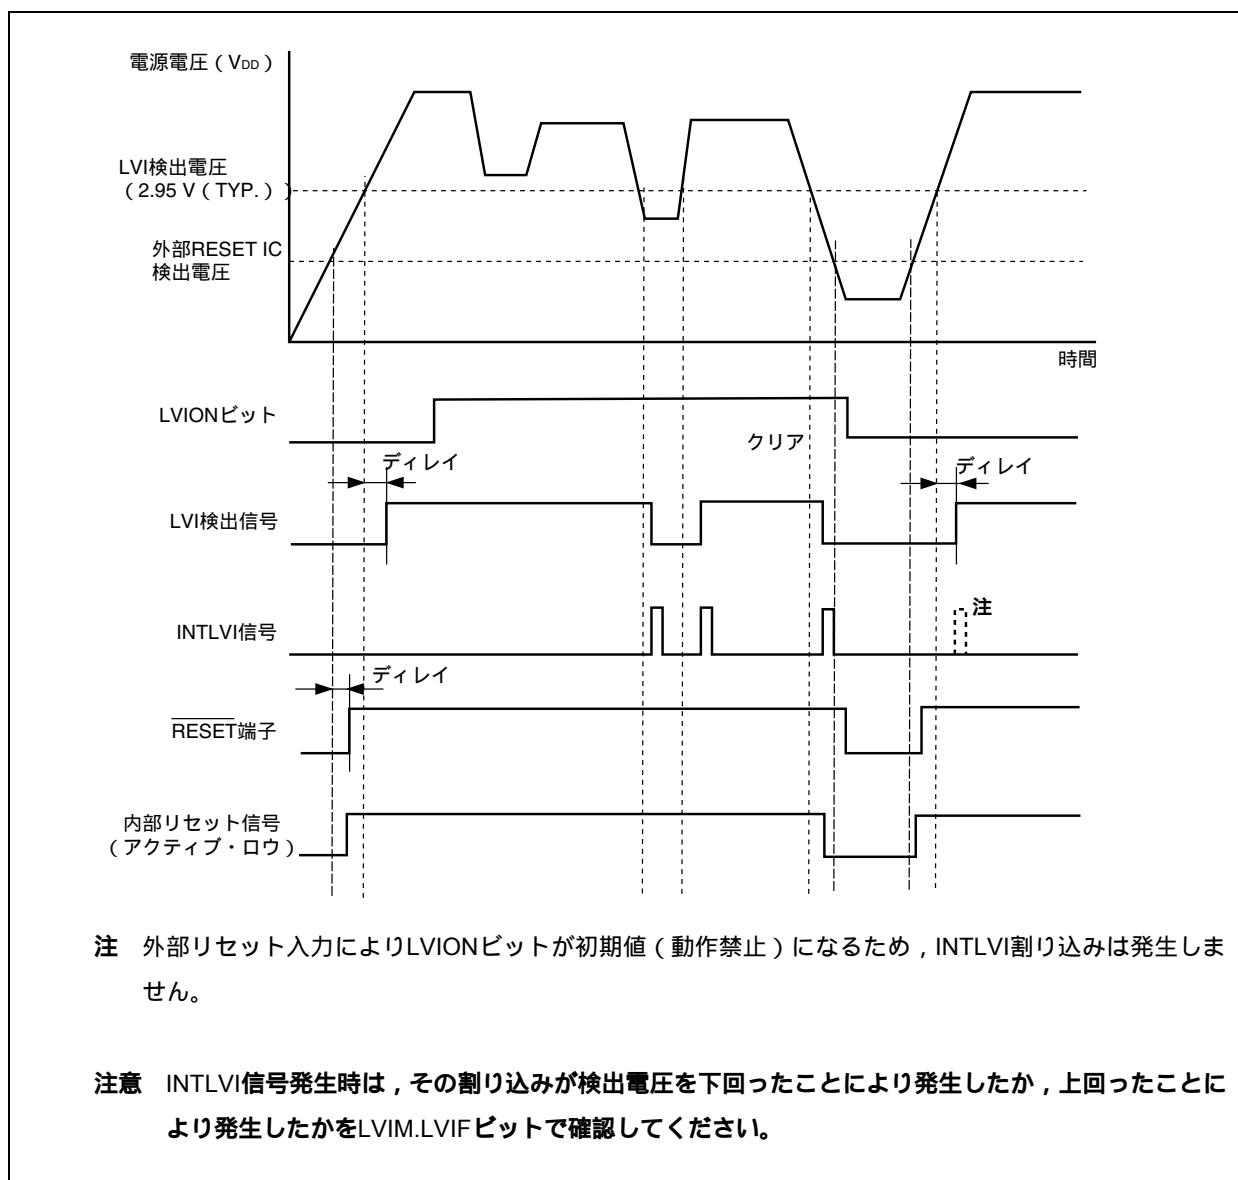 電源電圧（VDD）
LVI検出電圧
（2.95 V（TYP.））
外部RESET IC
検出電圧
時間
LVIONビット
クリア
ディレイ
ディレイ
LVI検出信号
注
INTLVI信号
ディレイ
RESET端子
内部リセット信号
（アクティブ・ロウ）
注　外部リセット入力によりLVIONビットが初期値（動作禁止）になるため，INTLVI割り込みは発生しま
せん。
注意　INTLVI信号発生時は，その割り込みが検出電圧を下回ったことにより発生したか，上回ったことに
より発生したかをLVIM.LVIFビットで確認してください。